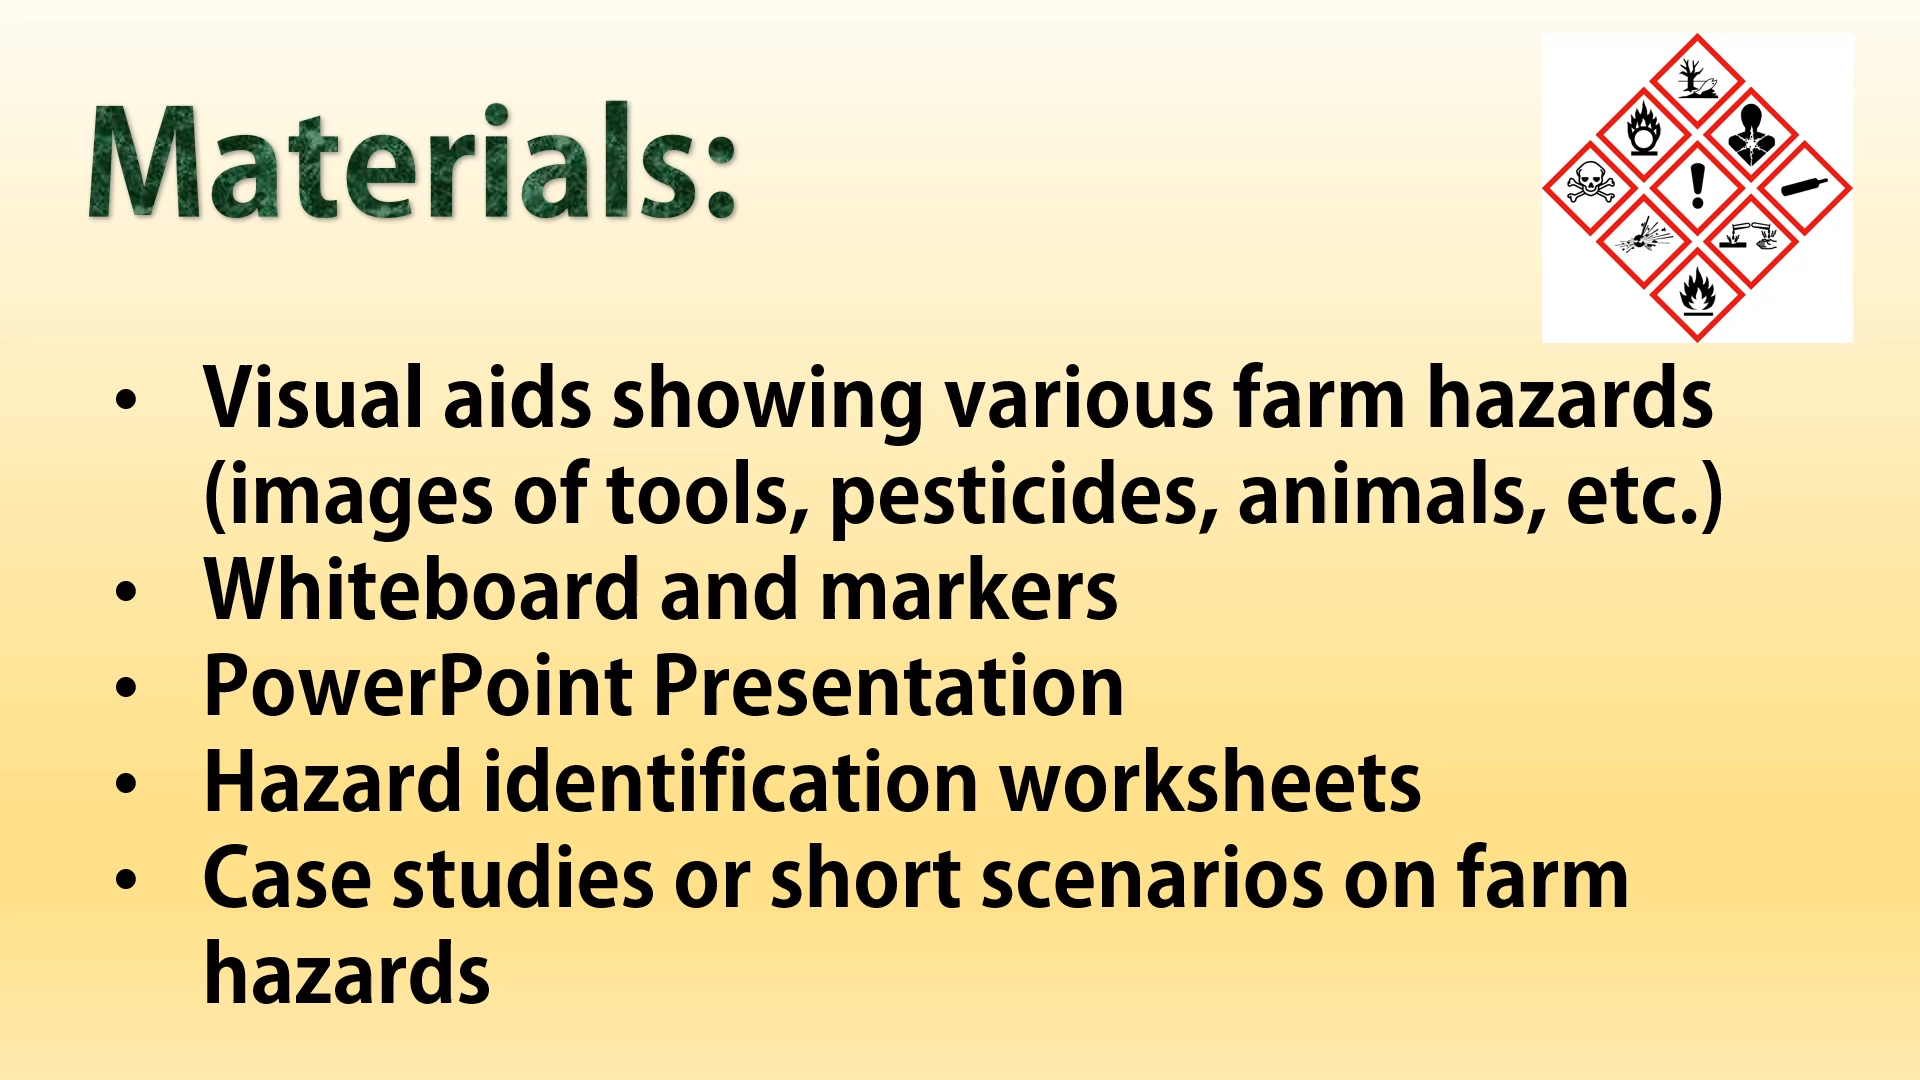 Materials:
• Visual aids showing various farm hazards
(images of tools, pesticides, animals, etc.)
• Whiteboard and markers
• PowerPoint Presentation
• Hazard identification worksheets
• Case studies or short scenarios on farm
hazards